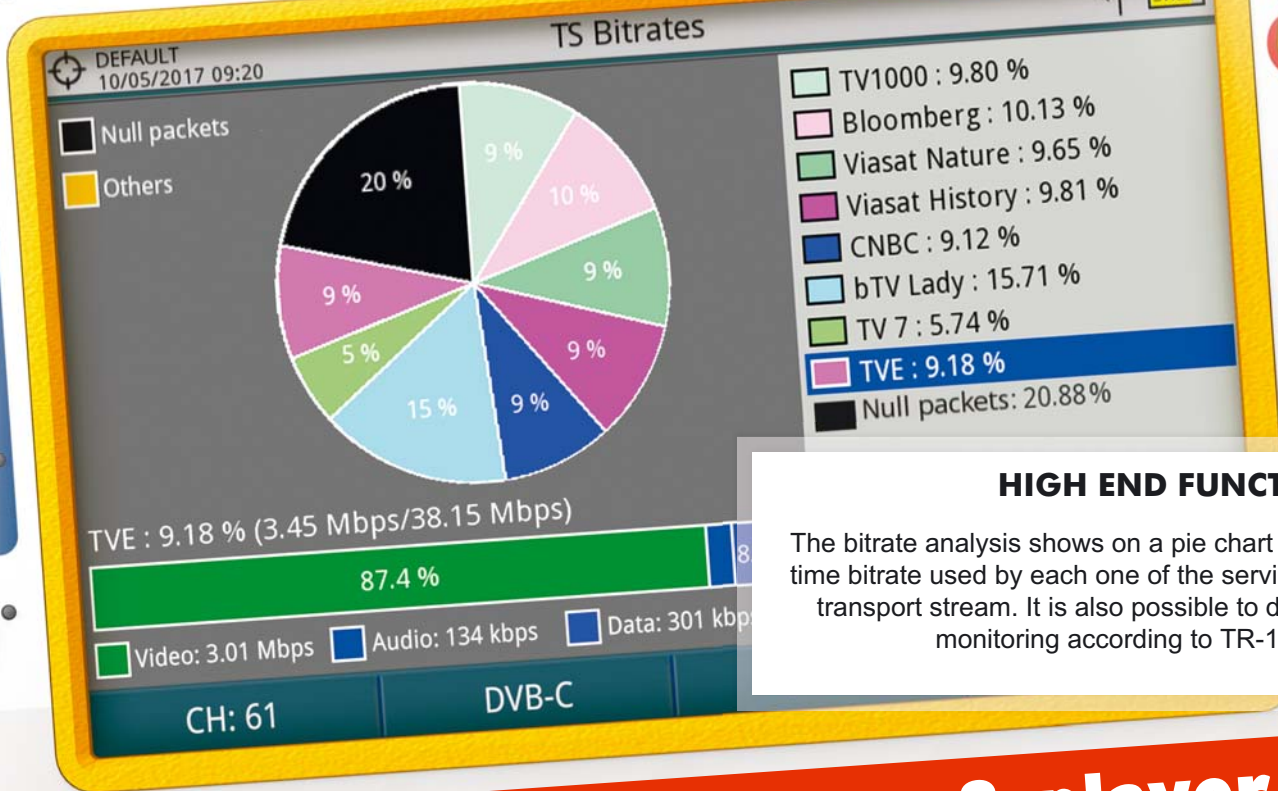 TS Bitrates
DEFAULT
10/05/2017 09:20
Null packets
Others
9 %
10 %
9 %
9 %
9 %
15 %
5 %
9 %
20 %
TV1000 : 9.80 %
Bloomberg : 10.13 %
Viasat Nature : 9.65 %
Viasat History : 9.81 %
CNBC : 9.12 %
bTV Lady : 15.71 %
TV 7 : 5.74 %
TVE : 9.18 %
Null packets: 20.88%
TVE : 9.18 % (3.45 Mbps/38.15 Mbps)
87.4 %
Video: 3.01 Mbps
Audio: 134 kbps
Data: 301 kbps
CH: 61
DVB-C
HIGH END FUNCT
The bitrate analysis shows on a pie chart
time bitrate used by each one of the servi
transport stream. It is also possible to d
monitoring according to TR-1